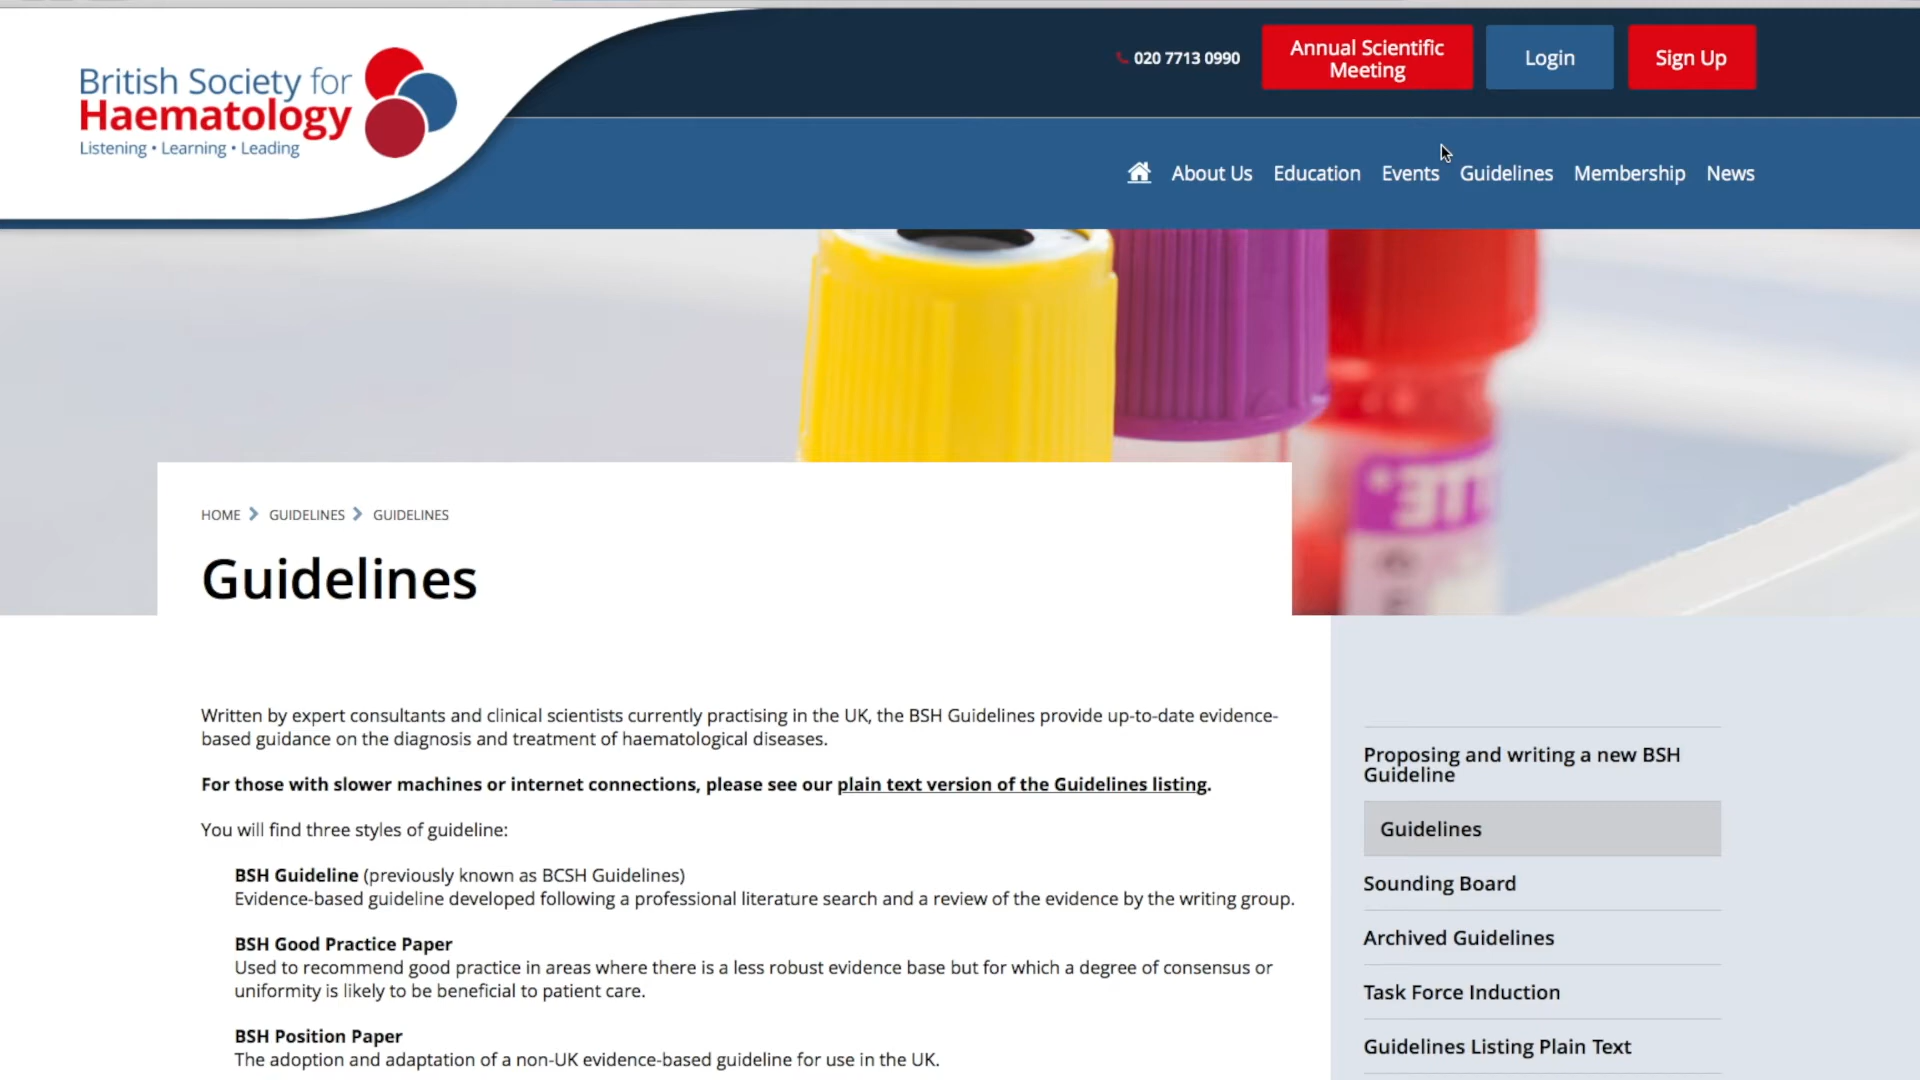 British Society for
Haematology
Listening • Learning • Leading
020 7713 0990
Annual Scientific
Meeting
Login
Sign Up
About Us
Education
Events
Guidelines
Membership
News
HOME
GUIDELINES
GUIDELINES
Guidelines
Written by expert consultants and clinical scientists currently practising in the UK, the BSH Guidelines provide up-to-date evidence-
based guidance on the diagnosis and treatment of haematological diseases.
For those with slower machines or internet connections, please see our plain text version of the Guidelines listing.
You will find three styles of guideline:
BSH Guideline (previously known as BCSH Guidelines)
Evidence-based guideline developed following a professional literature search and a review of the evidence by the writing group.
BSH Good Practice Paper
Used to recommend good practice in areas where there is a less robust evidence base but for which a degree of consensus or
uniformity is likely to be beneficial to patient care.
BSH Position Paper
The adoption and adaptation of a non-UK evidence-based guideline for use in the UK.
Proposing and writing a new BSH
Guideline
Guidelines
Sounding Board
Archived Guidelines
Task Force Induction
Guidelines Listing Plain Text